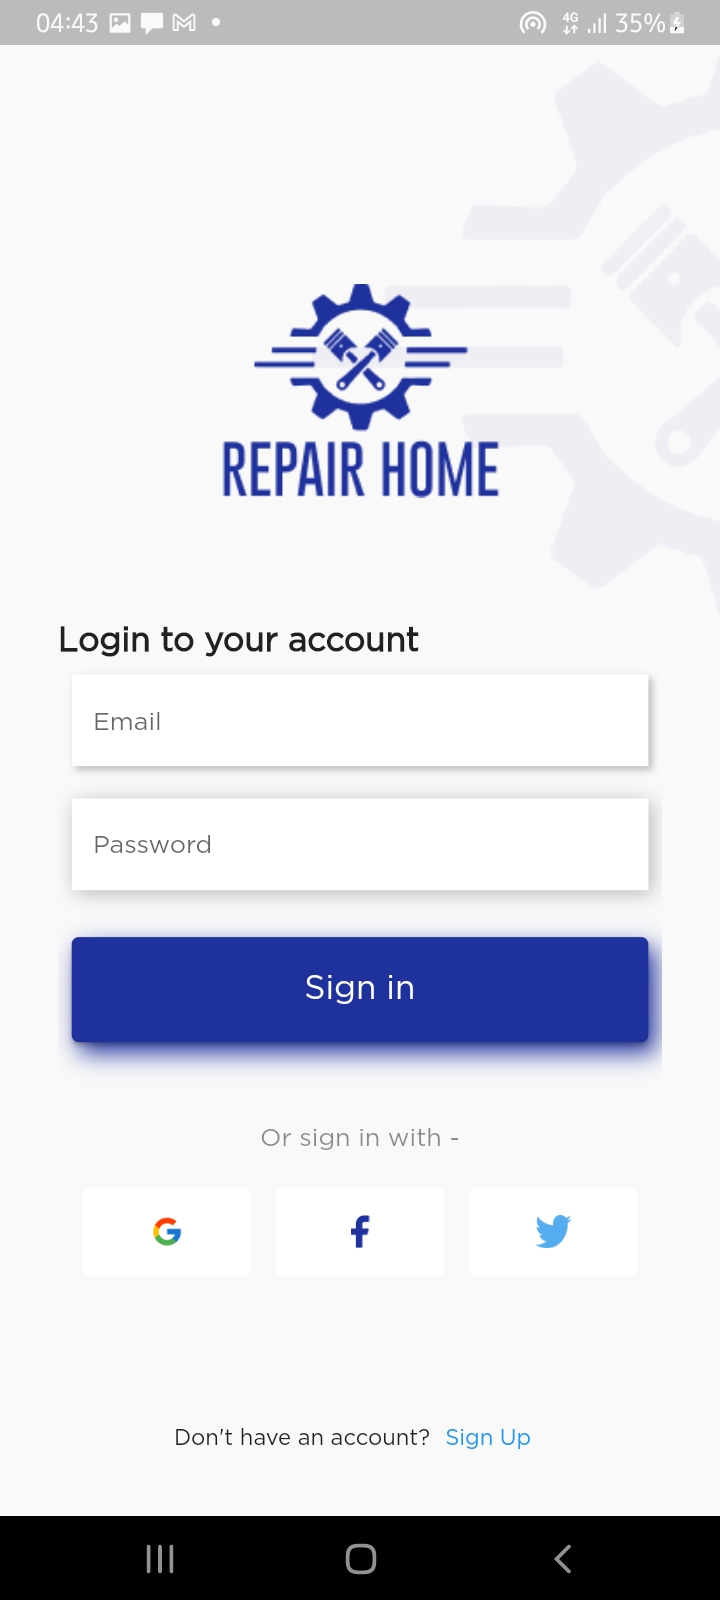 04:43 4G 35%
REPAIR HOME
Login to your account
Email
Password
Sign in
Or sign in with -
Don't have an account? Sign Up